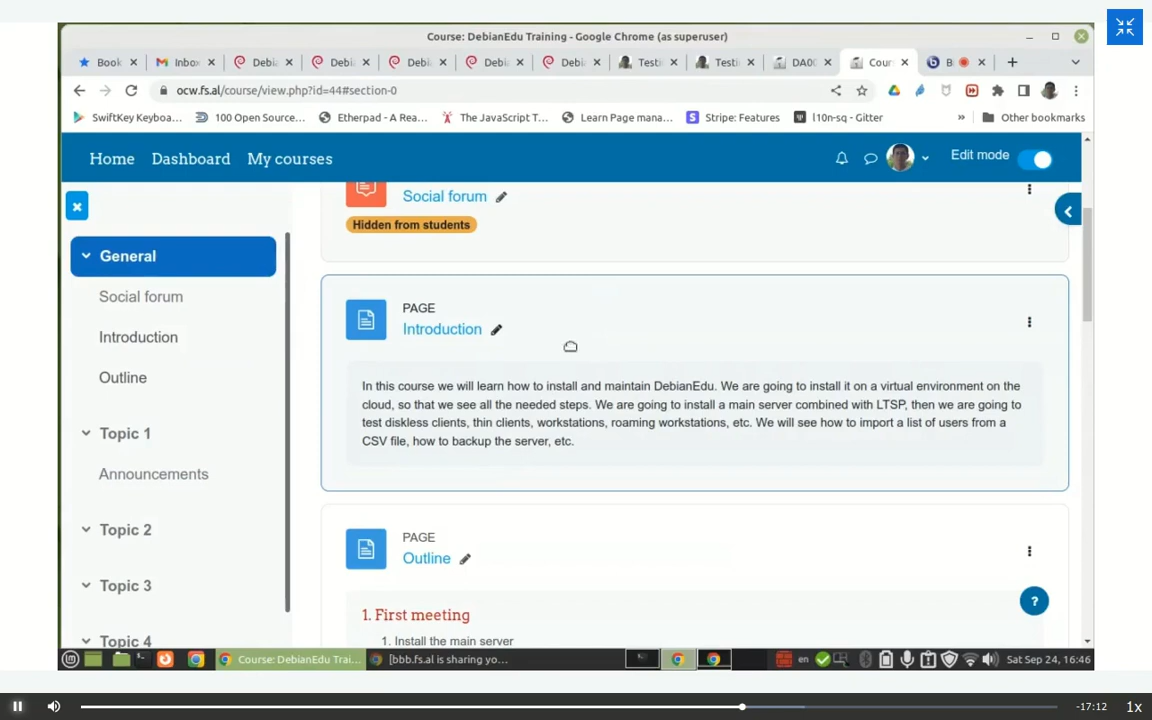 Course: DebianEdu Training - Google Chrome (as superuser)
Book
Inbox
Debia
Debi
Debi
Debi
Debi
Testi
Testi
DA0
Cour
B
ocw.fs.al/course/view.php?id=44#section-0
SwiftKey Keyboa...
100 Open Source...
Etherpad - A Rea...
The JavaScript T...
Learn Page mana...
Stripe: Features
l10n-sq - Gitter
»
Other bookmarks
Home Dashboard My courses
Edit mode
General
Social forum
Introduction
Outline
Topic 1
Announcements
Topic 2
Topic 3
Topic 4
Social forum
Hidden from students
PAGE
Introduction
In this course we will learn how to install and maintain DebianEdu. We are going to install it on a virtual environment on the
cloud, so that we see all the needed steps. We are going to install a main server combined with LTSP, then we are going to
test diskless clients, thin clients, workstations, roaming workstations, etc. We will see how to import a list of users from a
CSV file, how to backup the server, etc.
PAGE
Outline
1. First meeting
1. Install the main server
?
Course: DebianEdu Trai...
[bbb.fs.al is sharing yo...
en
Sat Sep 24, 16:46
-17:12
1x